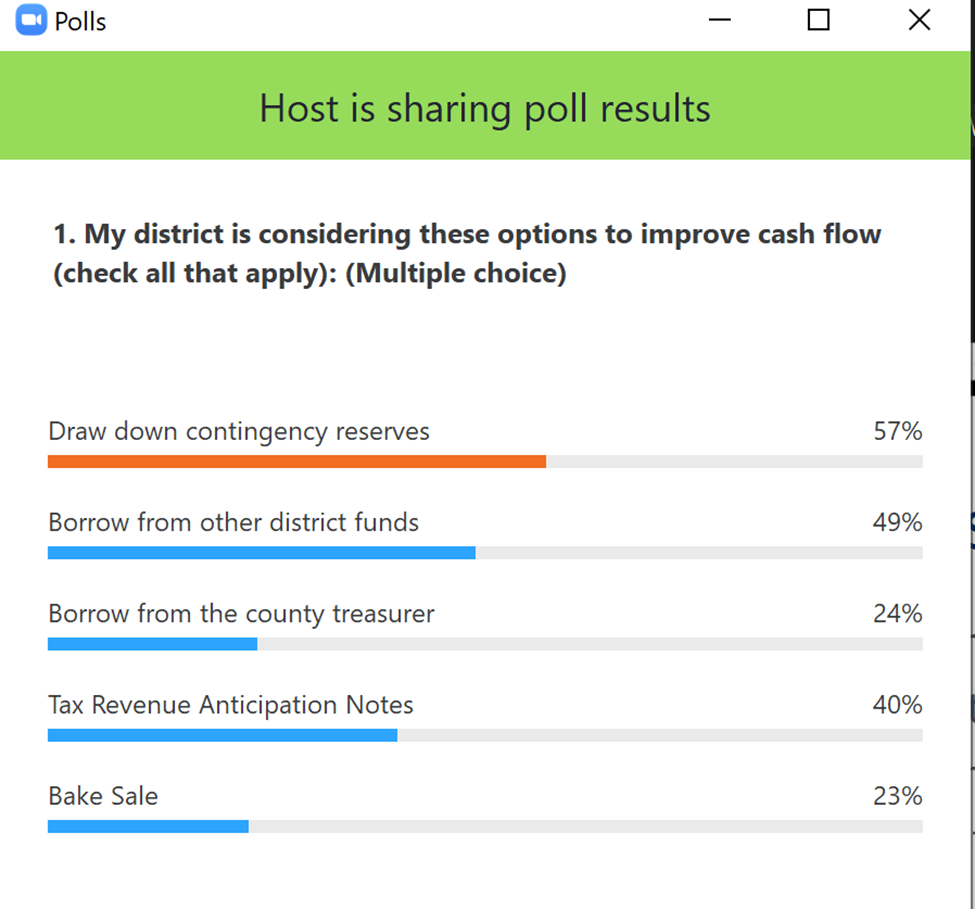 Polls
Host is sharing poll results
1. My district is considering these options to improve cash flow
(check all that apply): (Multiple choice)
Draw down contingency reserves 57%
Borrow from other district funds 49%
Borrow from the county treasurer 24%
Tax Revenue Anticipation Notes 40%
Bake Sale 23%